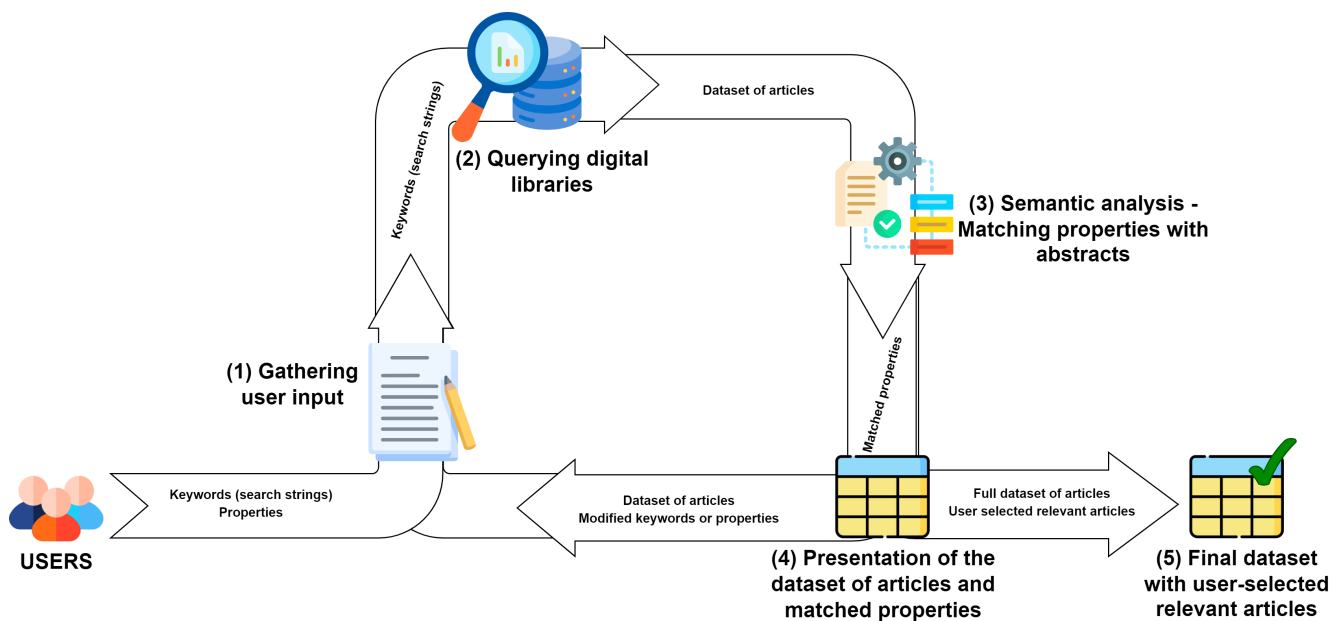 Keywords (search strings)
Dataset of articles
(2) Querying digital
libraries
(3) Semantic analysis -
Matching properties with
abstracts
(1) Gathering
user input
Matched properties
USERS
Keywords (search strings)
Properties
Dataset of articles
Modified keywords or properties
Full dataset of articles
User selected relevant articles
(4) Presentation of the
dataset of articles and
matched properties
(5) Final dataset
with user-selected
relevant articles